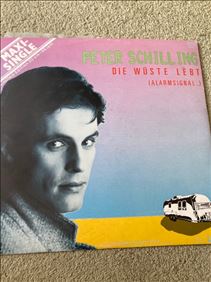 MAXI-
SINGLE
PETER SCHILLING
DIE WÜSTE LEBT
(ALARMSIGNAL..)